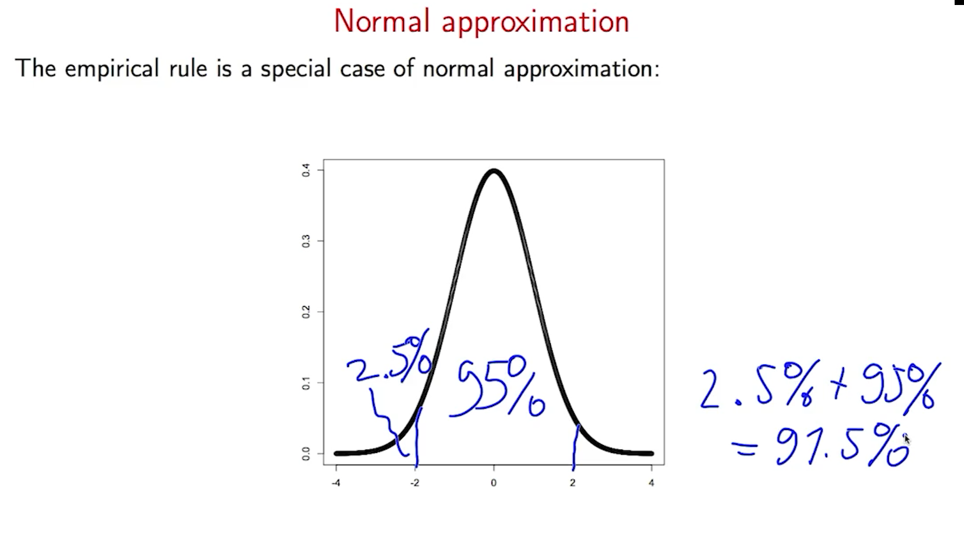 Normal approximation
The empirical rule is a special case of normal approximation:
0.4
0.3
0.2
0.1
0.0
-4 -2 0 2 4
2.5%
95%
2.5% + 95%
= 97.5%